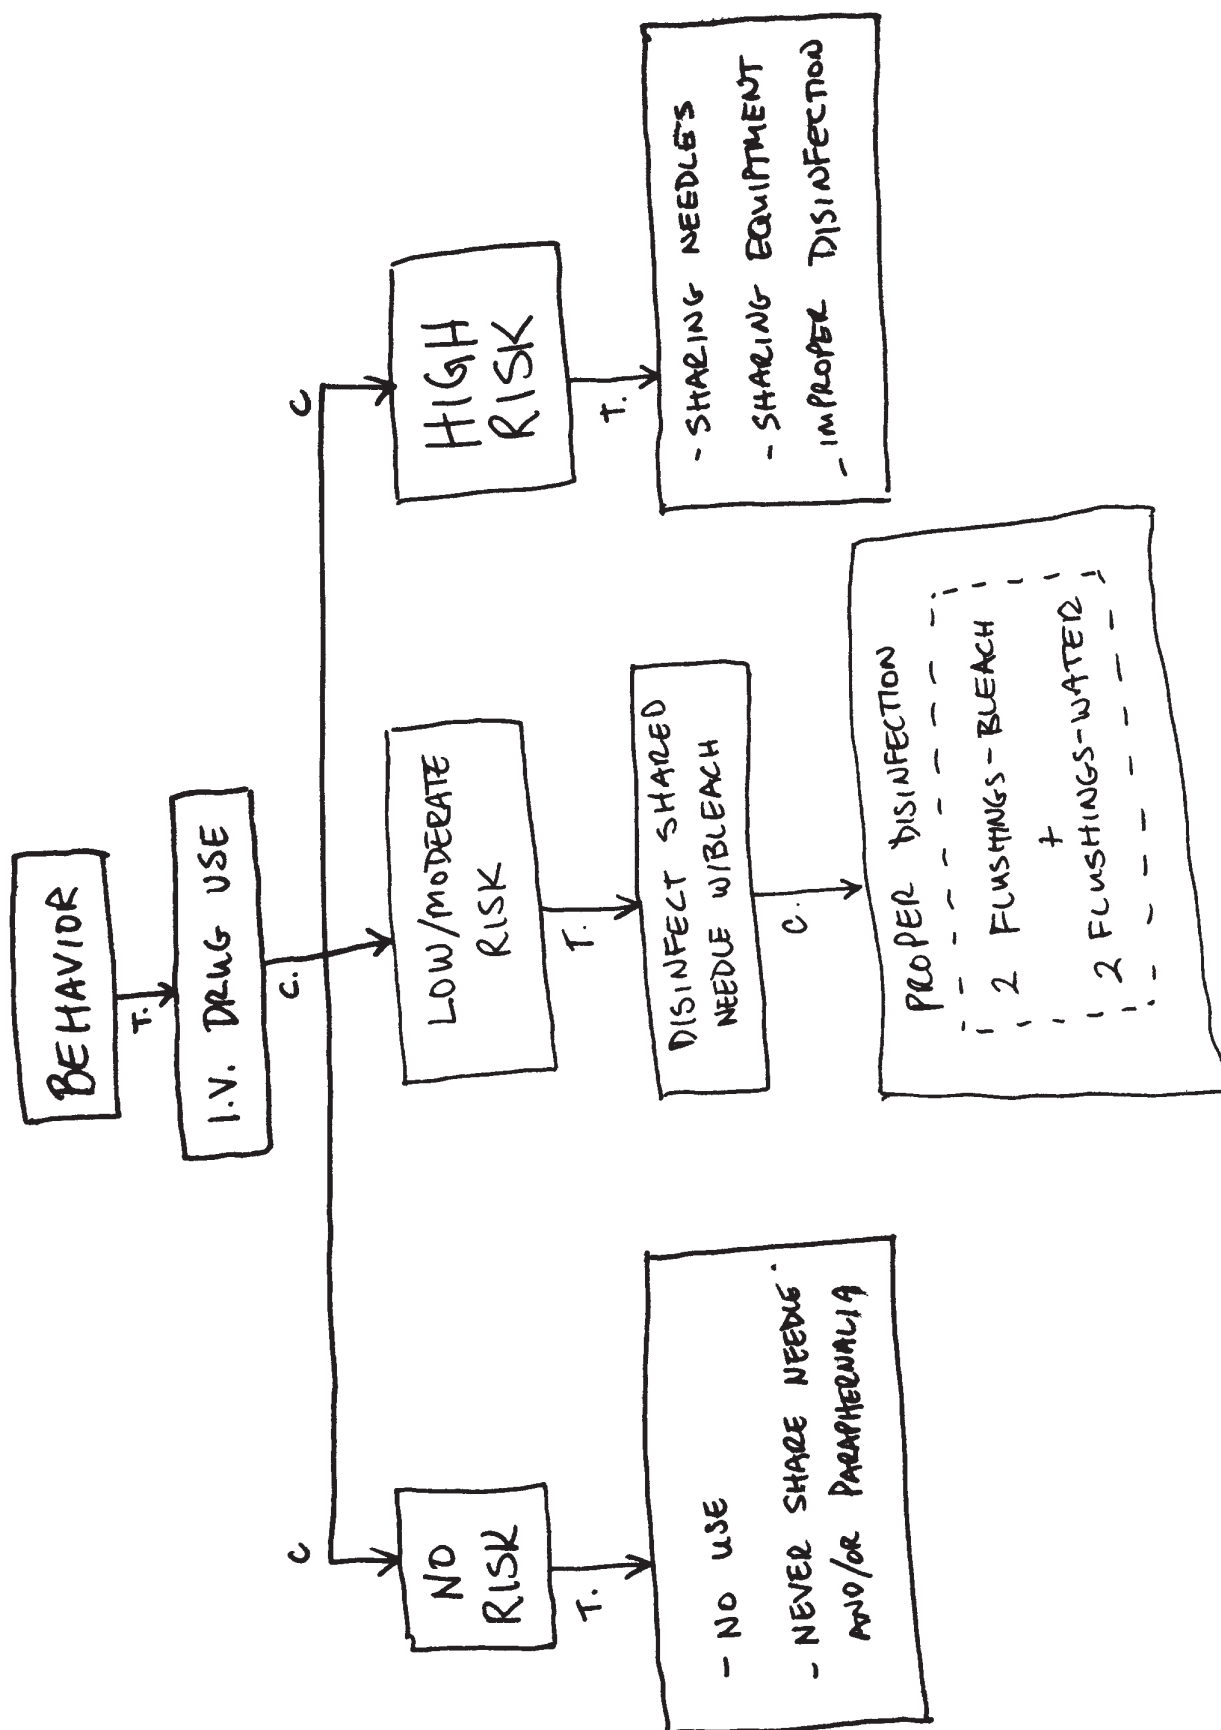 BEHAVIOR
T.
I.V. DRUG USE
C.
C
C
NO
RISK
LOW/MODERATE
RISK
HIGH
RISK
T.
T.
T.
- NO USE
- NEVER SHARE NEEDLE
AND/OR PARAPHERNALIA
DISINFECT SHARED
NEEDLE W/BLEACH
- SHARING NEEDLES
- SHARING EQUIPTMENT
- IMPROPER DISINFECTION
C.
PROPER DISINFECTION
2 FLUSHINGS-BLEACH
+
2 FLUSHINGS-WATER